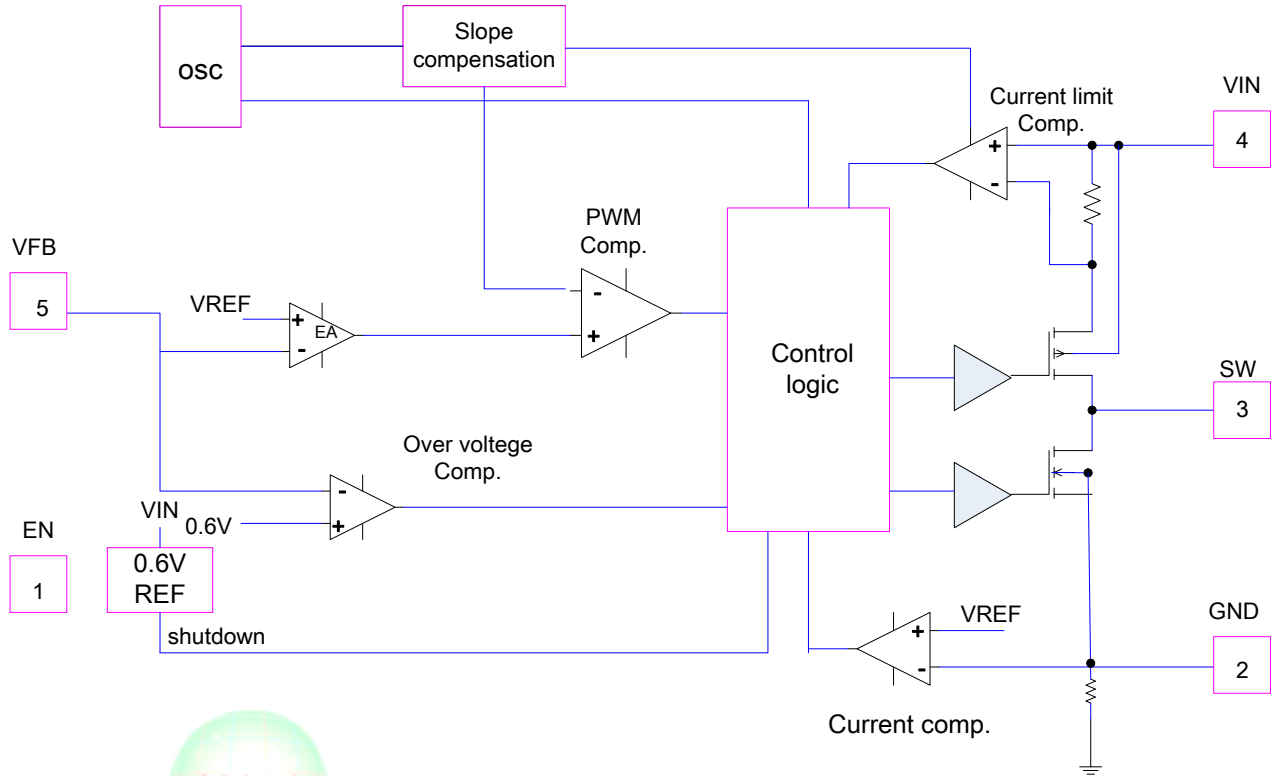 Slope
compensation
osc
Current limit
Comp.
VIN
4
PWM
Comp.
VFB
5
VREF
+
-
EA
-
+
+
-
Control
logic
SW
3
Over voltege
Comp.
-
+
VIN
0.6V
EN
1
0.6V
REF
shutdown
VREF
+
-
GND
2
Current comp.